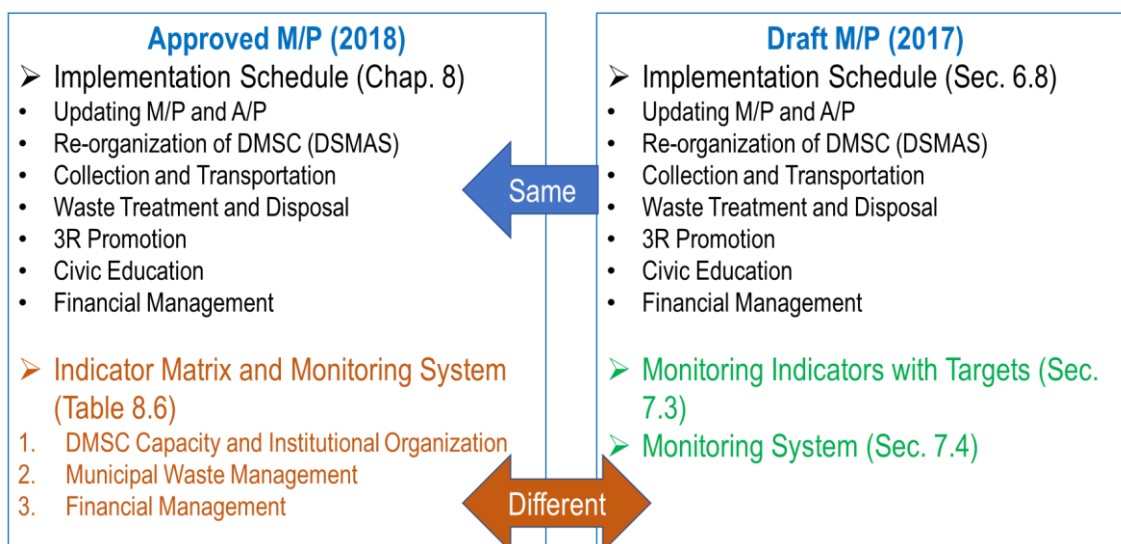 Approved M/P (2018)
➢ Implementation Schedule (Chap. 8)
• Updating M/P and A/P
• Re-organization of DMSC (DSMAS)
• Collection and Transportation
• Waste Treatment and Disposal
• 3R Promotion
• Civic Education
• Financial Management
➢ Indicator Matrix and Monitoring System
(Table 8.6)
1. DMSC Capacity and Institutional Organization
2. Municipal Waste Management
3. Financial Management
Same
Different
Draft M/P (2017)
➢ Implementation Schedule (Sec. 6.8)
• Updating M/P and A/P
• Re-organization of DMSC (DSMAS)
• Collection and Transportation
• Waste Treatment and Disposal
• 3R Promotion
• Civic Education
• Financial Management
➢ Monitoring Indicators with Targets (Sec.
7.3)
➢ Monitoring System (Sec. 7.4)